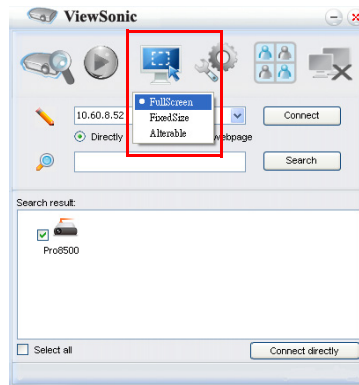 ViewSonic
FullScreen
10.60.8.52 FixedSize Connect
Directly Alterable webpage
Search
Search result:
Pro8500
Select all Connect directly